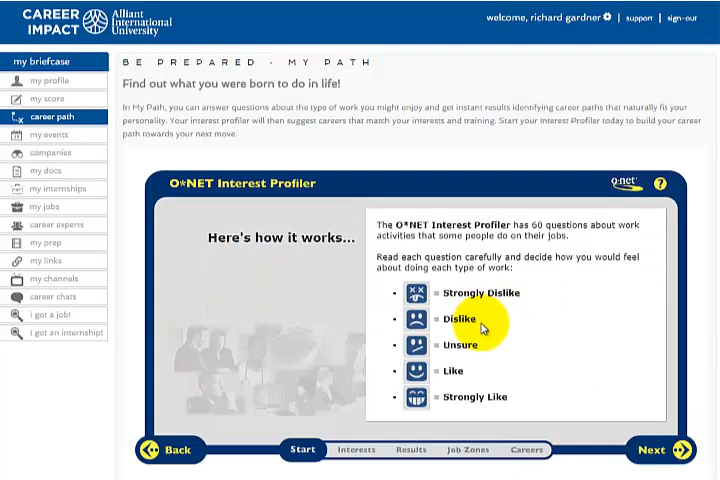 CAREER IMPACT
Alliant International University
welcome, richard gardner | support | sign-out
my briefcase
my profile
my score
career path
my events
companies
my docs
my internships
my jobs
career experts
my prep
my links
my channels
career chats
i got a job!
i got an internship!
BE PREPARED - MY PATH
Find out what you were born to do in life!
In My Path, you can answer questions about the type of work you might enjoy and get instant results identifying career paths that naturally fit your
personality. Your interest profiler will then suggest careers that match your interests and training. Start your Interest Profiler today to build your career
path towards your next move.
O*NET Interest Profiler
o·net
?
Here's how it works...
The O*NET Interest Profiler has 60 questions about work
activities that some people do on their jobs.
Read each question carefully and decide how you would feel
about doing each type of work:
• = Strongly Dislike
• = Dislike
• = Unsure
• = Like
• = Strongly Like
Back
Start
Interests
Results
Job Zones
Careers
Next